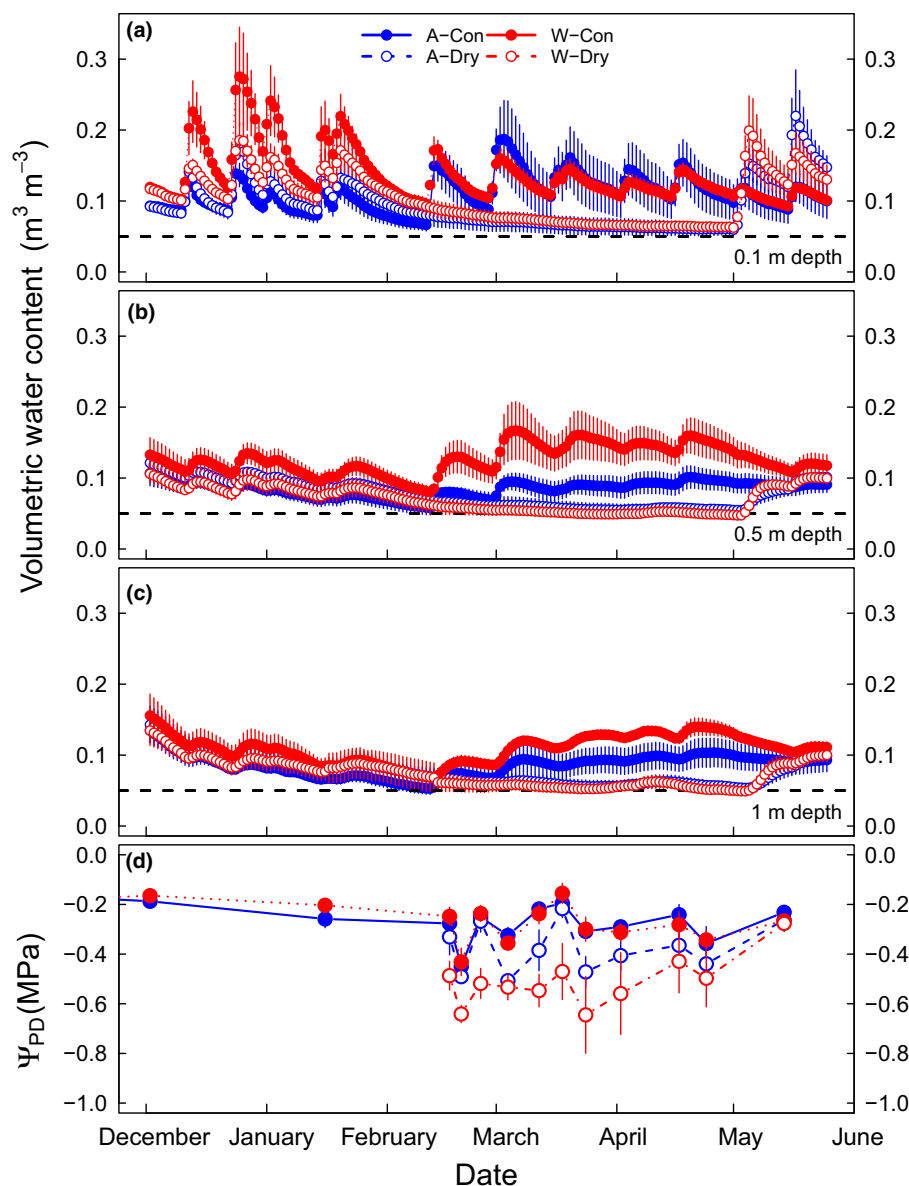 (a)
A−Con W−Con
A−Dry W−Dry
0.3 0.3
0.2 0.2
0.1 0.1
0.0 0.0
0.1 m depth
(b)
0.3 0.3
0.2 0.2
0.1 0.1
0.0 0.0
0.5 m depth
(c)
0.3 0.3
0.2 0.2
0.1 0.1
0.0 0.0
1 m depth
Volumetric water content (m³ m⁻³)
(d)
0.0 0.0
−0.2 −0.2
−0.4 −0.4
−0.6 −0.6
−0.8 −0.8
−1.0 −1.0
Ψ_PD (MPa)
December January February March April May June
Date